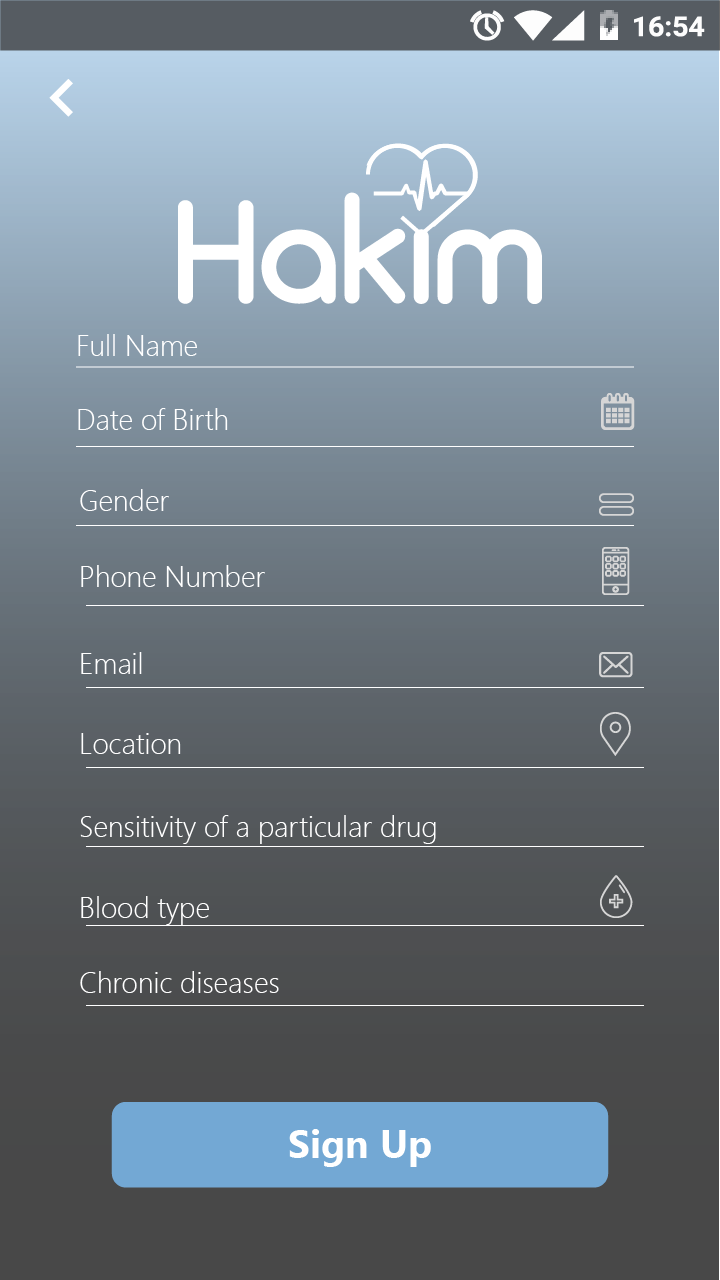 16:54
Hakim
Full Name
Date of Birth
Gender
Phone Number
Email
Location
Sensitivity of a particular drug
Blood type
Chronic diseases
Sign Up